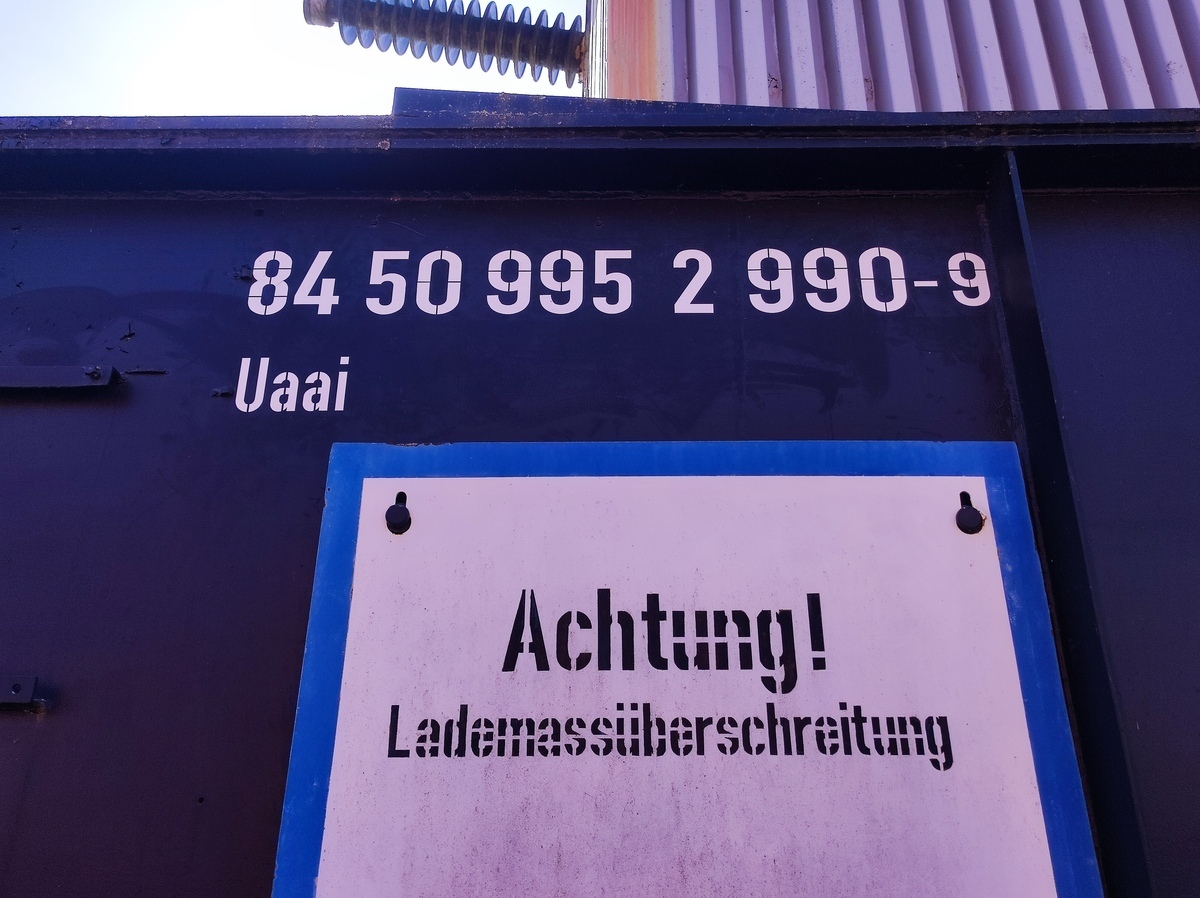 84 50 995 2 990-9
Uaai
Achtung!
Lademassüberschreitung